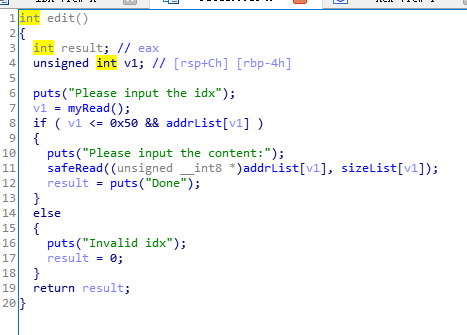 1 int edit()
2 {
3 int result; // eax
4 unsigned int v1; // [rsp+Ch] [rbp-4h]
5
6 puts("Please input the idx");
7 v1 = myRead();
8 if ( v1 <= 0x50 && addrList[v1] )
9 {
10 puts("Please input the content:");
11 safeRead((unsigned __int8 *)addrList[v1], sizeList[v1]);
12 result = puts("Done");
13 }
14 else
15 {
16 puts("Invalid idx");
17 result = 0;
18 }
19 return result;
20 }